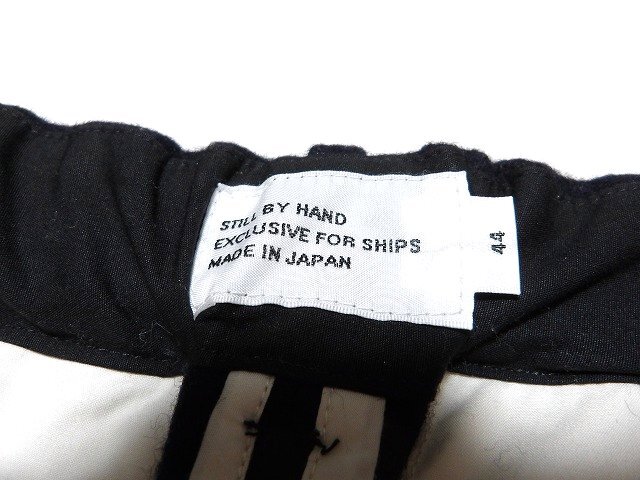 STILL BY HAND
EXCLUSIVE FOR SHIPS
MADE IN JAPAN
44